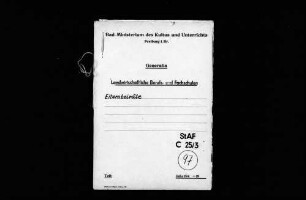 Bad. Ministerium des Kultus und Unterrichts
Freiburg i. Br.
Generalia
Landwirtschaftliche Berufs- und Fachschulen
Elternbeiräte
StAF
C 25/3
97